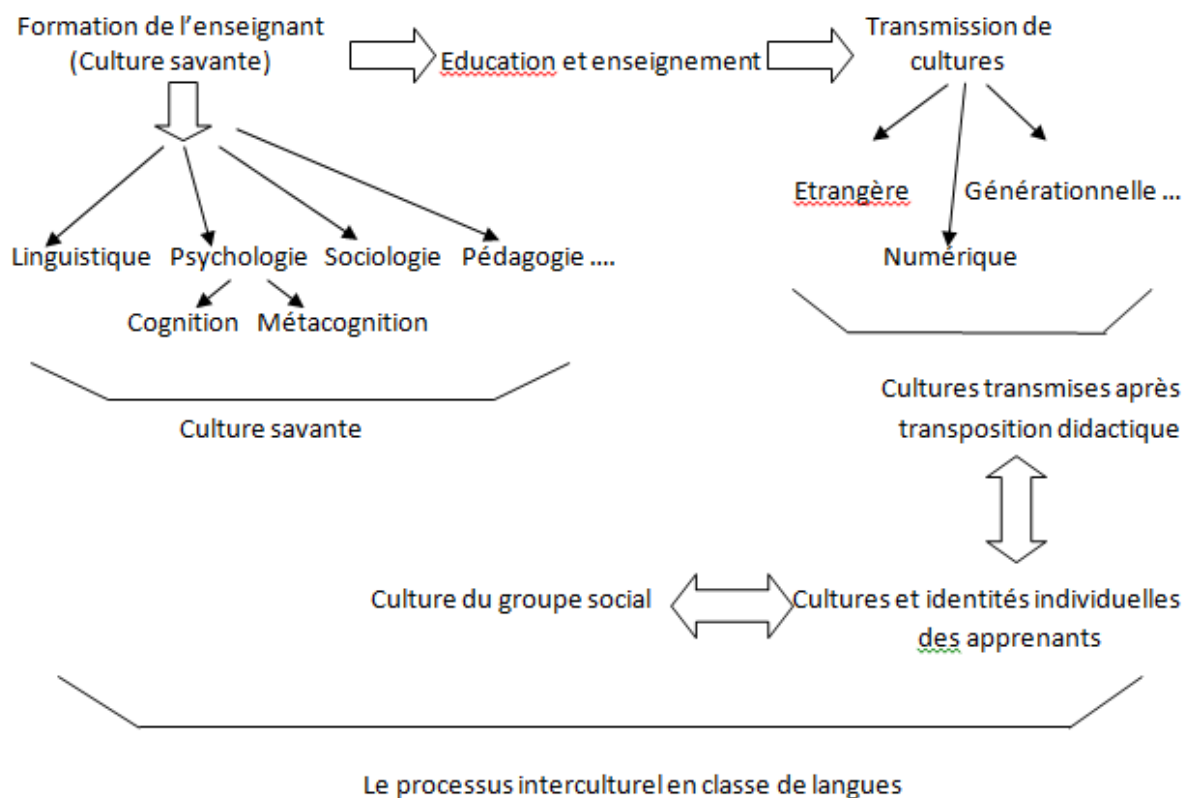 Formation de l’enseignant
(Culture savante)
Education et enseignement
Transmission de
cultures
Etrangère
Générationnelle ...
Numérique
Linguistique
Psychologie
Sociologie
Pédagogie ....
Cognition
Métacognition
Culture savante
Cultures transmises après
transposition didactique
Culture du groupe social
Cultures et identités individuelles
des apprenants
Le processus interculturel en classe de langues